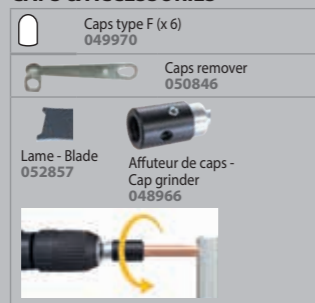 Caps type F (x 6)
049970
Caps remover
050846
Lame - Blade
052857
Affuteur de caps -
Cap grinder
048966